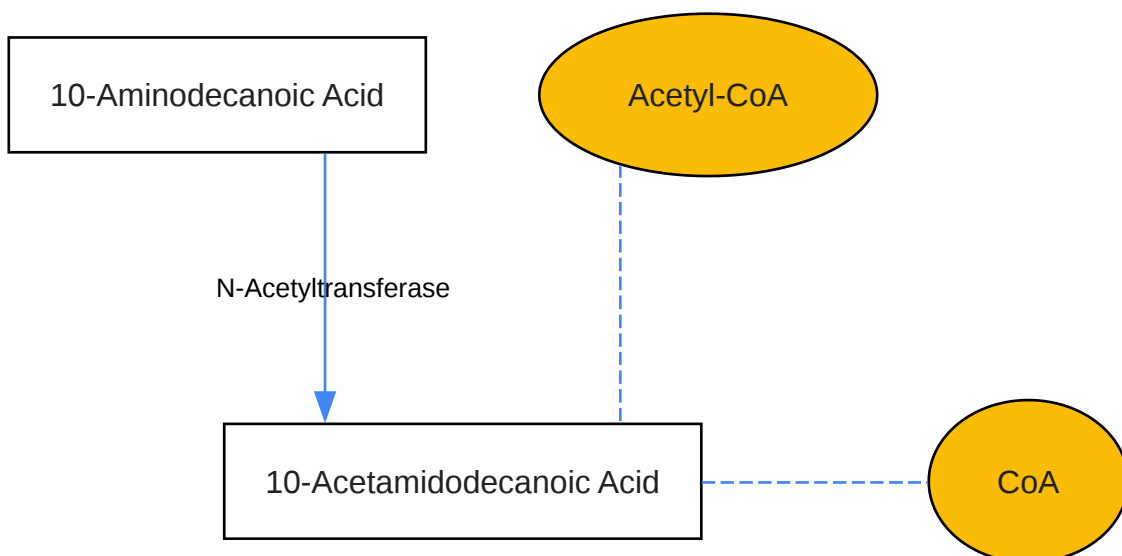 10-Aminodecanoic Acid
Acetyl-CoA
N-Acetyltransferase
10-Acetamidodecanoic Acid
CoA